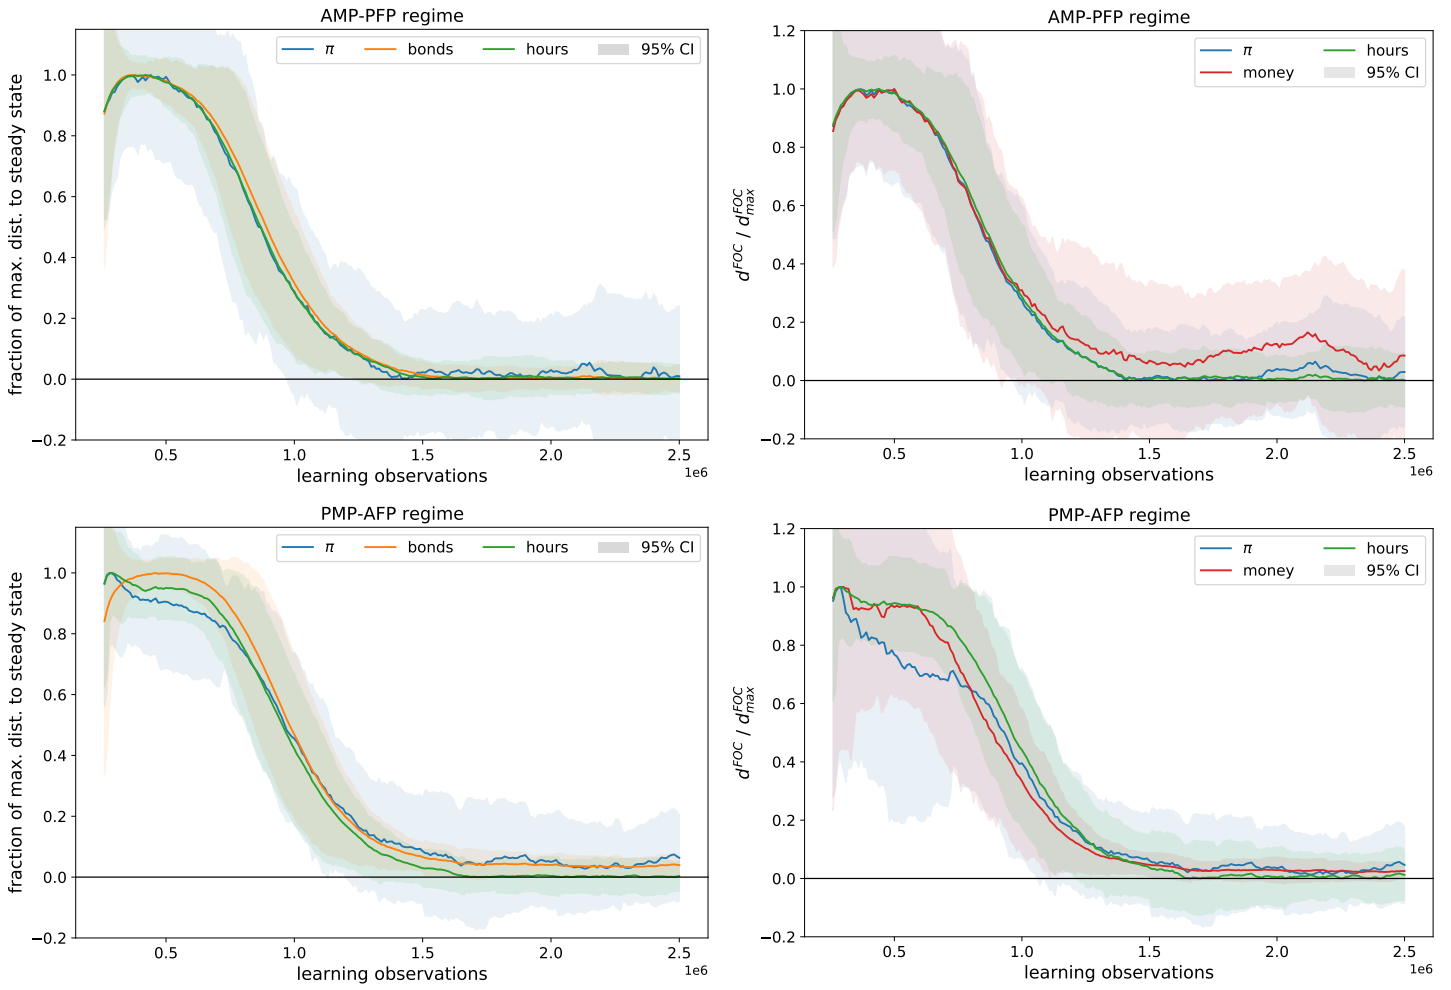 AMP-PFP regime
π bonds hours 95% CI
fraction of max. dist. to steady state
1.0
0.8
0.6
0.4
0.2
0.0
−0.2
0.5 1.0 1.5 2.0 2.5
1e6
learning observations
AMP-PFP regime
π hours
money 95% CI
d^FOC / d^FOC_max
1.2
1.0
0.8
0.6
0.4
0.2
0.0
−0.2
0.5 1.0 1.5 2.0 2.5
1e6
learning observations
PMP-AFP regime
π bonds hours 95% CI
fraction of max. dist. to steady state
1.0
0.8
0.6
0.4
0.2
0.0
−0.2
0.5 1.0 1.5 2.0 2.5
1e6
learning observations
PMP-AFP regime
π hours
money 95% CI
d^FOC / d^FOC_max
1.2
1.0
0.8
0.6
0.4
0.2
0.0
−0.2
0.5 1.0 1.5 2.0 2.5
1e6
learning observations